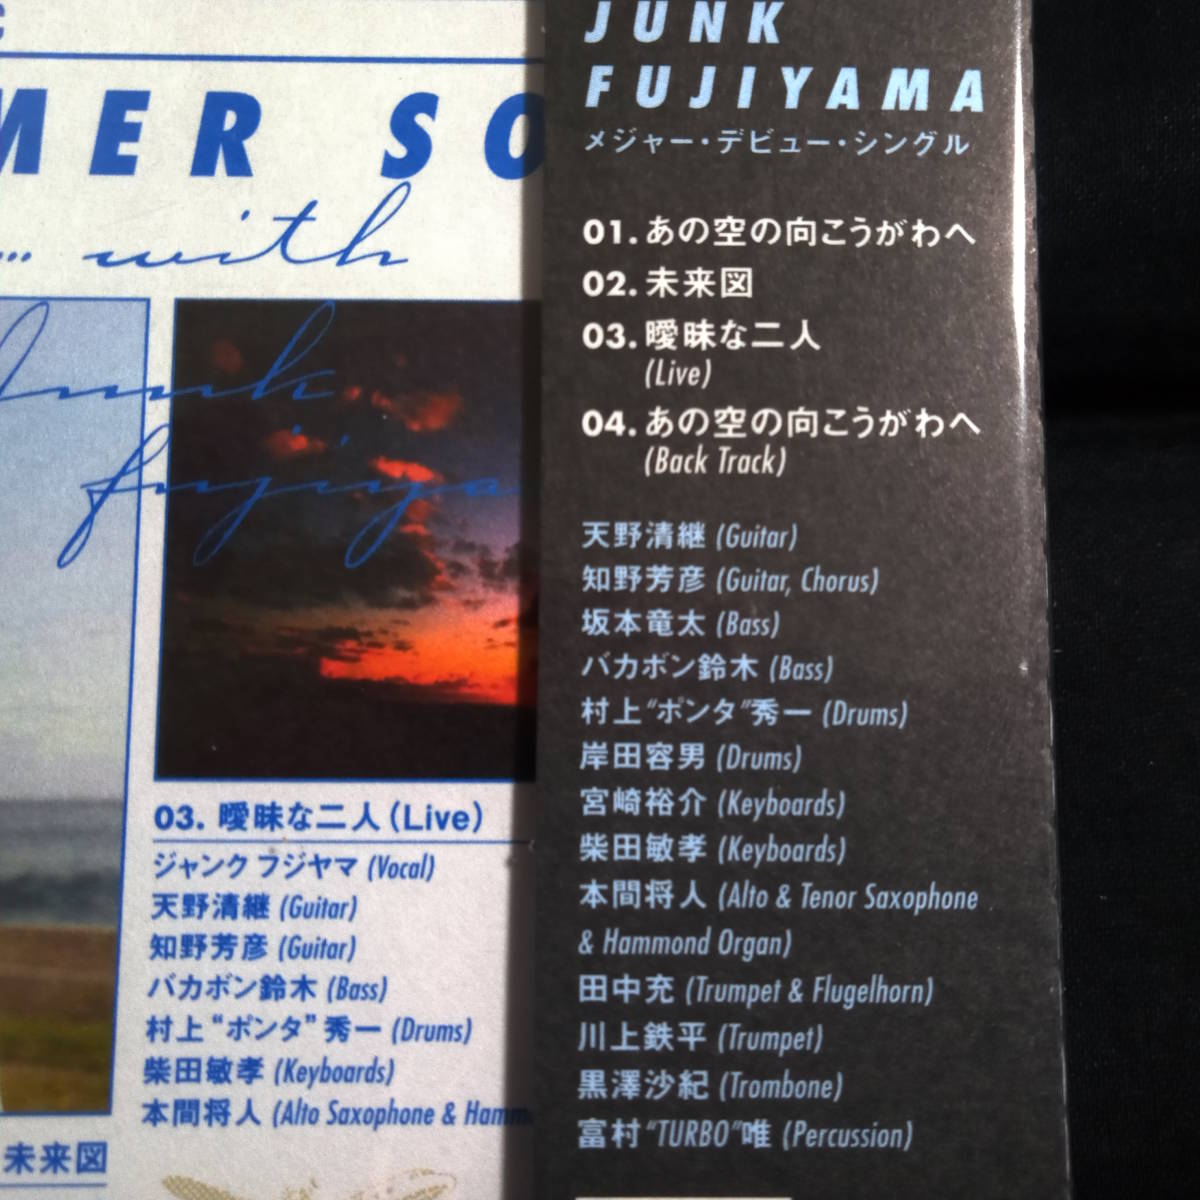 MER SO
... with
Junk
fujiya
03. 曖昧な二人(Live)
ジャンク フジヤマ (Vocal)
天野清継 (Guitar)
知野芳彦 (Guitar)
バカボン鈴木 (Bass)
村上“ポンタ”秀一 (Drums)
柴田敏孝 (Keyboards)
本間将人 (Alto Saxophone & Hamm
未来図
JUNK
FUJIYAMA
メジャー・デビュー・シングル
01. あの空の向こうがわへ
02. 未来図
03. 曖昧な二人
(Live)
04. あの空の向こうがわへ
(Back Track)
天野清継 (Guitar)
知野芳彦 (Guitar, Chorus)
坂本竜太 (Bass)
バカボン鈴木 (Bass)
村上“ポンタ”秀一 (Drums)
岸田容男 (Drums)
宮崎裕介 (Keyboards)
柴田敏孝 (Keyboards)
本間将人 (Alto & Tenor Saxophone
& Hammond Organ)
田中充 (Trumpet & Flugelhorn)
川上鉄平 (Trumpet)
黒澤沙紀 (Trombone)
富村“TURBO”唯 (Percussion)